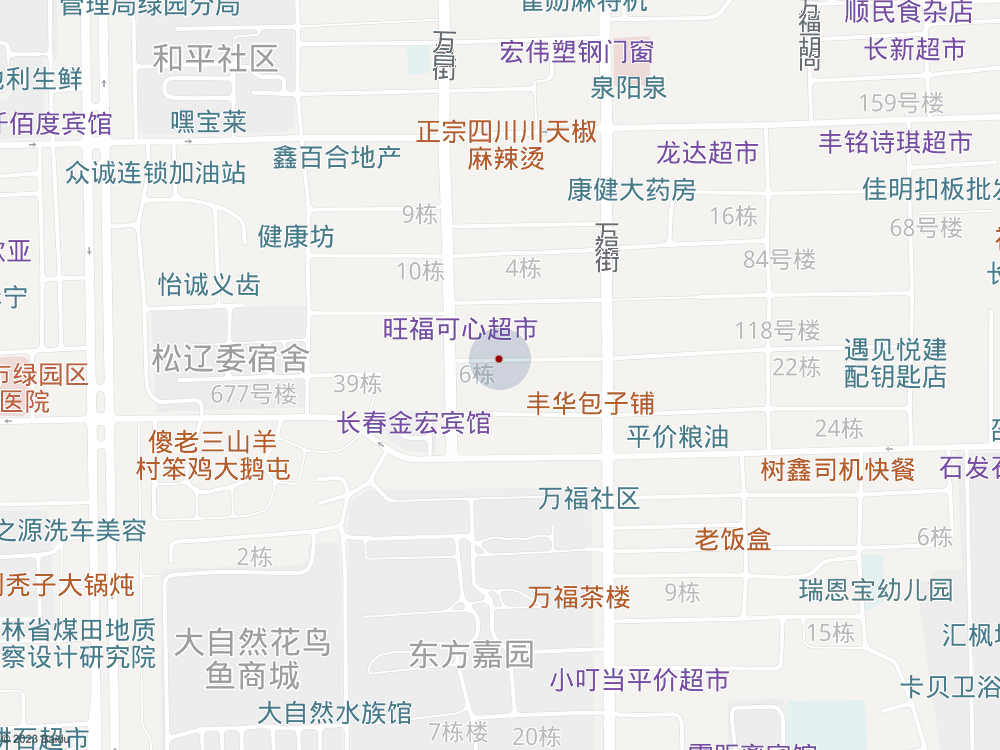 管理局绿园分局
崔勋麻将机
万福胡同
顺民食杂店
万昌街
和平社区
宏伟塑钢门窗
长新超市
利生鲜
泉阳泉
159号楼
仟佰度宾馆
嘿宝莱
正宗四川川天椒
麻辣烫
丰铭诗琪超市
鑫百合地产
龙达超市
众诚连锁加油站
康健大药房
佳明扣板批发
9栋
16栋
68号楼
健康坊
万福街
10栋
4栋
84号楼
怡诚义齿
宁
旺福可心超市
118号楼
松辽委宿舍
遇见悦建
配钥匙店
市绿园区
医院
22栋
6栋
39栋
677号楼
丰华包子铺
长春金宏宾馆
平价粮油
24栋
傻老三山羊
村笨鸡大鹅屯
树鑫司机快餐
石发石
万福社区
之源洗车美容
老饭盒
6栋
2栋
秃子大锅炖
万福茶楼
9栋
瑞恩宝幼儿园
林省煤田地质
察设计研究院
大自然花鸟
鱼商城
东方嘉园
15栋
汇枫
小叮当平价超市
卡贝卫浴
大自然水族馆
7栋楼
20栋
超市
© 2023 Baidu